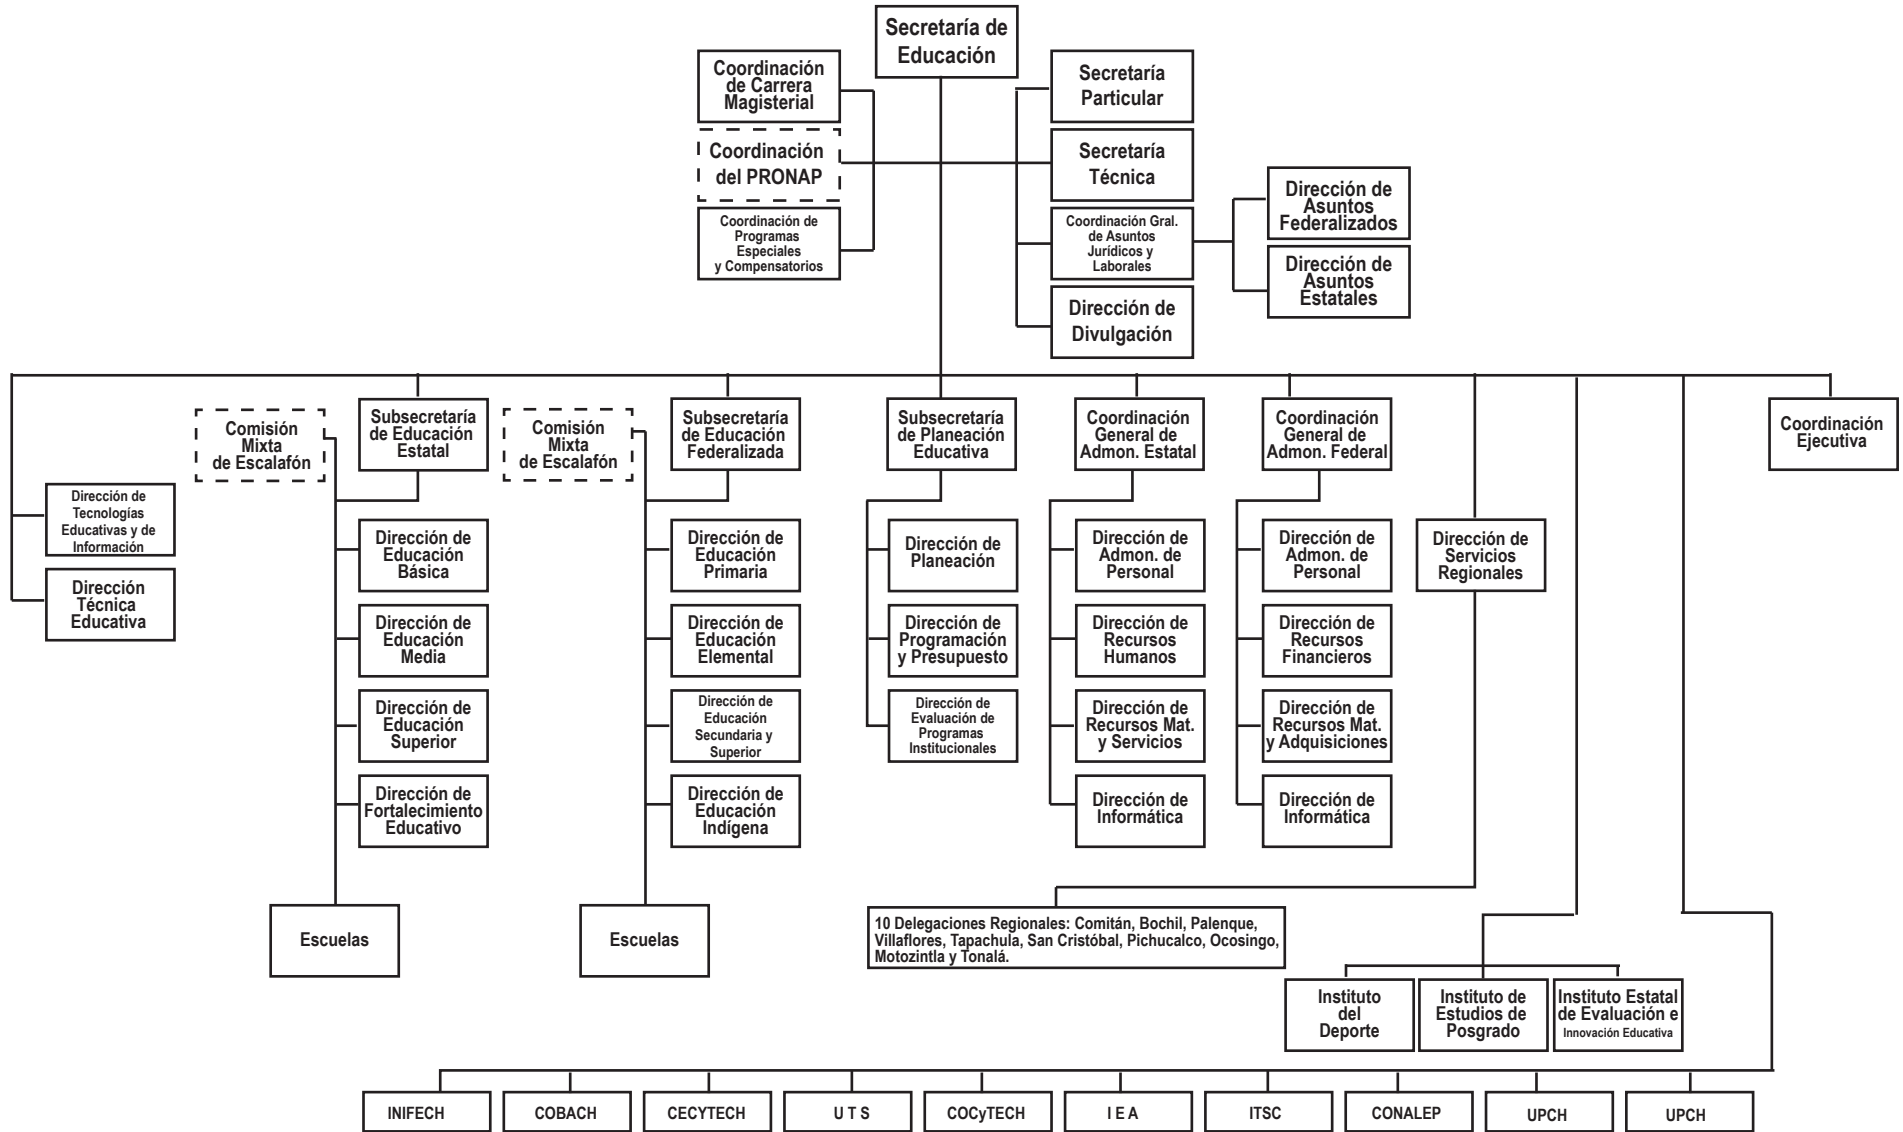 Secretaría de
Educación
Coordinación
de Carrera
Magisterial
Secretaría
Particular
Coordinación
del PRONAP
Secretaría
Técnica
Coordinación de
Programas
Especiales
y Compensatorios
Coordinación Gral.
de Asuntos
Jurídicos y
Laborales
Dirección de
Asuntos
Federalizados
Dirección de
Asuntos
Estatales
Dirección de
Divulgación
Comisión
Mixta
de Escalafón
Subsecretaría
de Educación
Estatal
Comisión
Mixta
de Escalafón
Subsecretaría
de Educación
Federalizada
Subsecretaría
de Planeación
Educativa
Coordinación
General de
Admon. Estatal
Coordinación
General de
Admon. Federal
Coordinación
Ejecutiva
Dirección de
Tecnologías
Educativas y de
Información
Dirección
Técnica
Educativa
Dirección de
Educación
Básica
Dirección de
Educación
Media
Dirección de
Educación
Superior
Dirección de
Fortalecimiento
Educativo
Escuelas
Dirección de
Educación
Primaria
Dirección de
Educación
Elemental
Dirección de
Educación
Secundaria y
Superior
Dirección de
Educación
Indígena
Escuelas
Dirección de
Planeación
Dirección de
Programación
y Presupuesto
Dirección de
Evaluación de
Programas
Institucionales
Dirección de
Admon. de
Personal
Dirección de
Recursos
Humanos
Dirección de
Recursos Mat.
y Servicios
Dirección de
Informática
Dirección de
Admon. de
Personal
Dirección de
Recursos
Financieros
Dirección de
Recursos Mat.
y Adquisiciones
Dirección de
Informática
Dirección de
Servicios
Regionales
10 Delegaciones Regionales: Comitán, Bochil, Palenque,
Villaflores, Tapachula, San Cristóbal, Pichucalco, Ocosingo,
Motozintla y Tonalá.
Instituto
del
Deporte
Instituto de
Estudios de
Posgrado
Instituto Estatal
de Evaluación e
Innovación Educativa
INIFECH
COBACH
CECYTECH
U T S
COCyTECH
I E A
ITSC
CONALEP
UPCH
UPCH